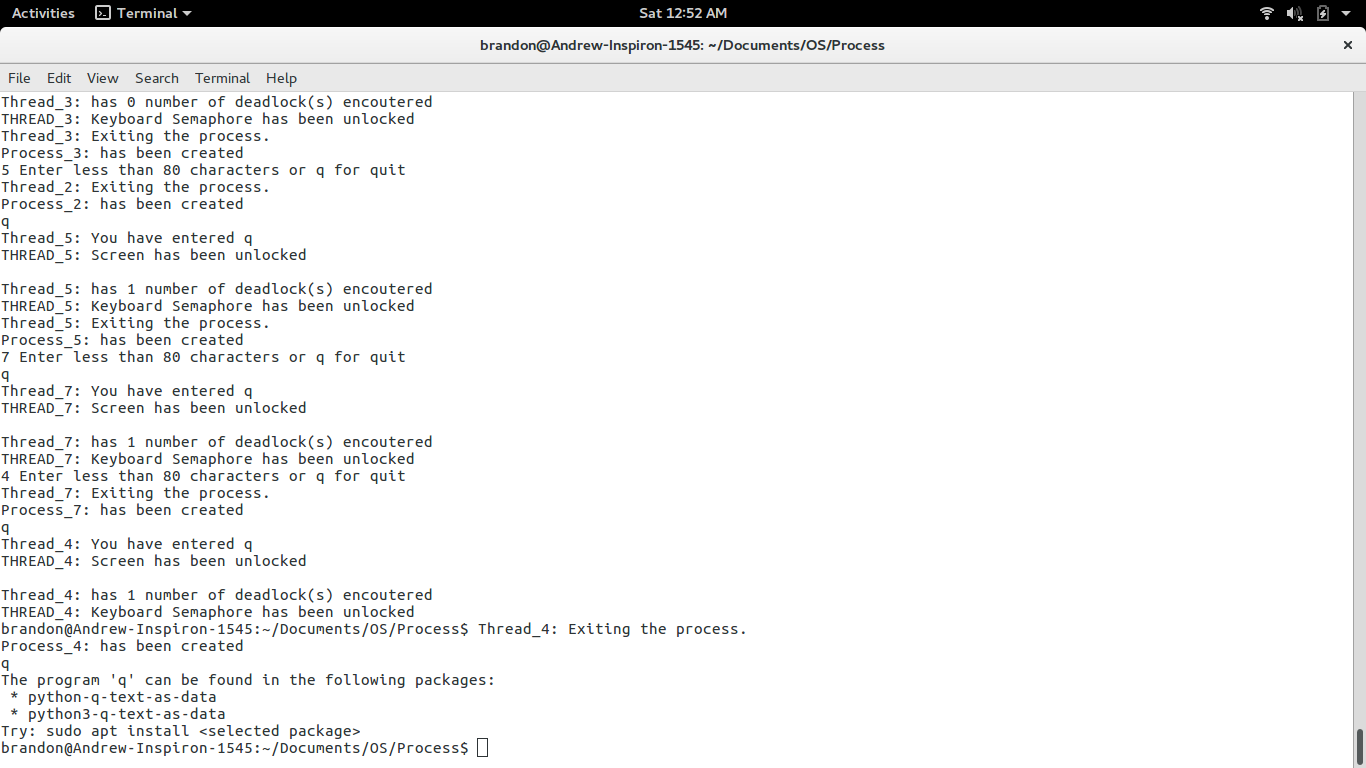 Activities Terminal Sat 12:52 AM
brandon@Andrew-Inspiron-1545: ~/Documents/OS/Process ×
File Edit View Search Terminal Help
Thread_3: has 0 number of deadlock(s) encoutered
THREAD_3: Keyboard Semaphore has been unlocked
Thread_3: Exiting the process.
Process_3: has been created
5 Enter less than 80 characters or q for quit
Thread_2: Exiting the process.
Process_2: has been created
q
Thread_5: You have entered q
THREAD_5: Screen has been unlocked
Thread_5: has 1 number of deadlock(s) encoutered
THREAD_5: Keyboard Semaphore has been unlocked
Thread_5: Exiting the process.
Process_5: has been created
7 Enter less than 80 characters or q for quit
q
Thread_7: You have entered q
THREAD_7: Screen has been unlocked
Thread_7: has 1 number of deadlock(s) encoutered
THREAD_7: Keyboard Semaphore has been unlocked
4 Enter less than 80 characters or q for quit
Thread_7: Exiting the process.
Process_7: has been created
q
Thread_4: You have entered q
THREAD_4: Screen has been unlocked
Thread_4: has 1 number of deadlock(s) encoutered
THREAD_4: Keyboard Semaphore has been unlocked
brandon@Andrew-Inspiron-1545:~/Documents/OS/Process$ Thread_4: Exiting the process.
Process_4: has been created
q
The program 'q' can be found in the following packages:
 * python-q-text-as-data
 * python3-q-text-as-data
Try: sudo apt install <selected package>
brandon@Andrew-Inspiron-1545:~/Documents/OS/Process$